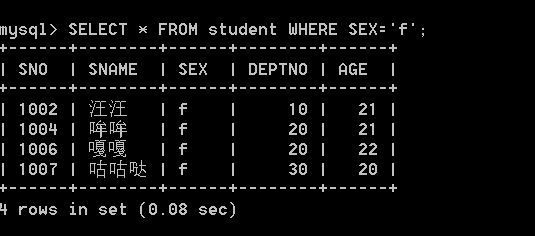 mysql> SELECT * FROM student WHERE SEX='f';
+------+--------+------+--------+------+
| SNO | SNAME | SEX | DEPTNO | AGE |
+------+--------+------+--------+------+
| 1002 | 汪汪 | f | 10 | 21 |
| 1004 | 哞哞 | f | 20 | 21 |
| 1006 | 嘎嘎 | f | 20 | 22 |
| 1007 | 咕咕哒 | f | 30 | 20 |
+------+--------+------+--------+------+
4 rows in set (0.08 sec)